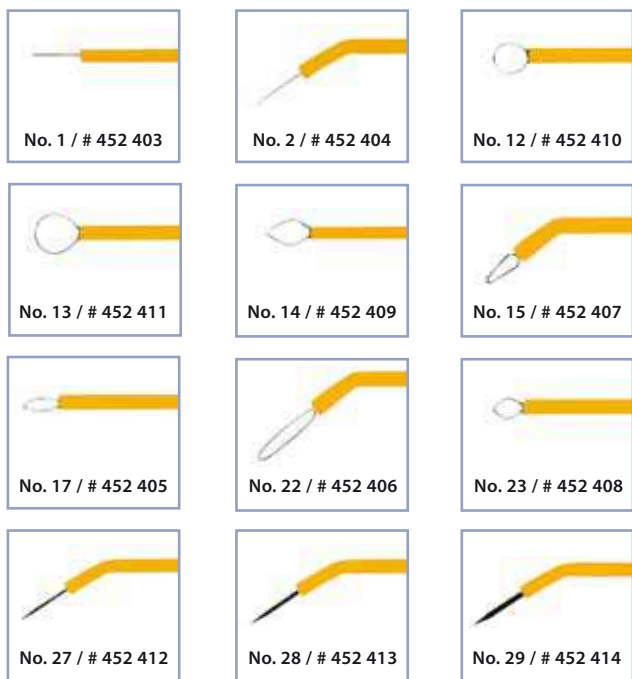 No. 1 / # 452 403
No. 2 / # 452 404
No. 12 / # 452 410
No. 13 / # 452 411
No. 14 / # 452 409
No. 15 / # 452 407
No. 17 / # 452 405
No. 22 / # 452 406
No. 23 / # 452 408
No. 27 / # 452 412
No. 28 / # 452 413
No. 29 / # 452 414